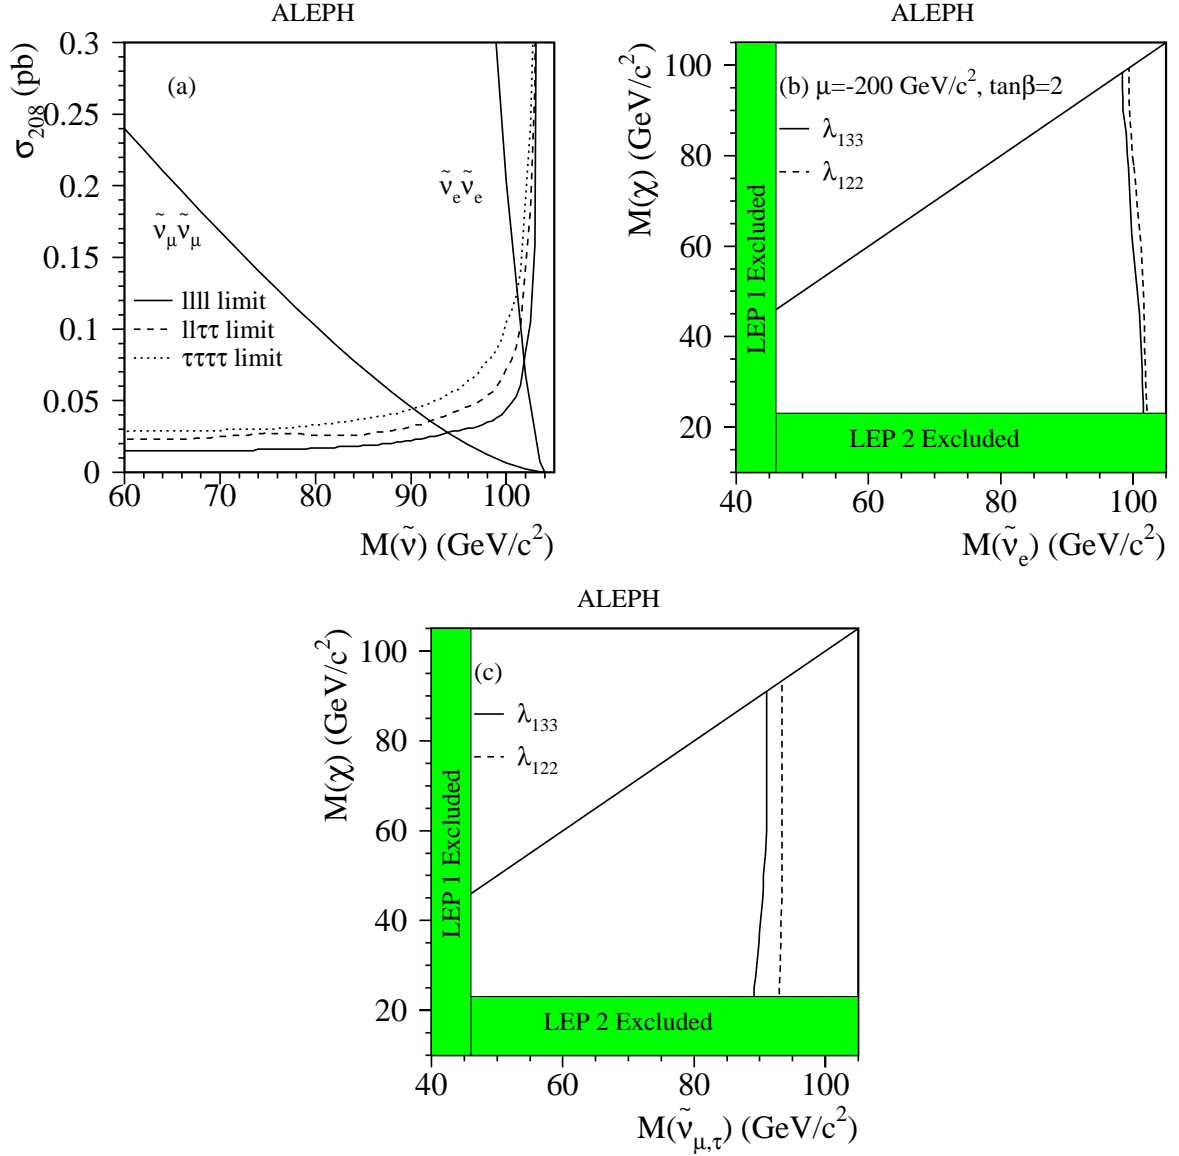 ALEPH
σ208 (pb)
0.3
0.25
0.2
0.15
0.1
0.05
0
(a)
ν̃μν̃μ
ν̃eν̃e
llll limit
llττ limit
ττττ limit
60 70 80 90 100
M(ν̃) (GeV/c²)
ALEPH
M(χ) (GeV/c²)
100
80
60
40
20
(b) μ=-200 GeV/c², tanβ=2
λ133
λ122
LEP 1 Excluded
LEP 2 Excluded
40 60 80 100
M(ν̃e) (GeV/c²)
ALEPH
M(χ) (GeV/c²)
100
80
60
40
20
(c)
λ133
λ122
LEP 1 Excluded
LEP 2 Excluded
40 60 80 100
M(ν̃μ,τ) (GeV/c²)